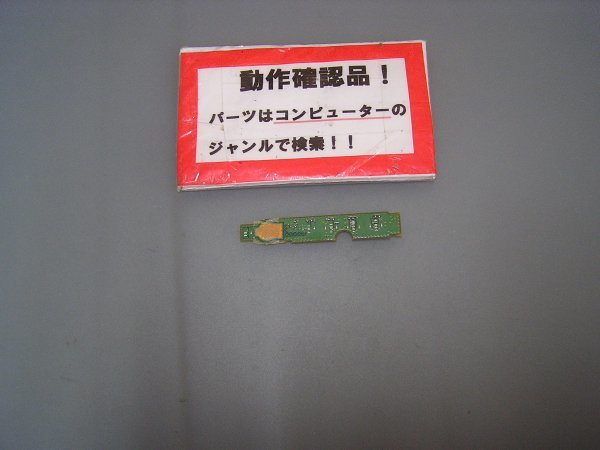 動作確認品！
パーツはコンピューターの
ジャンルで検索！！